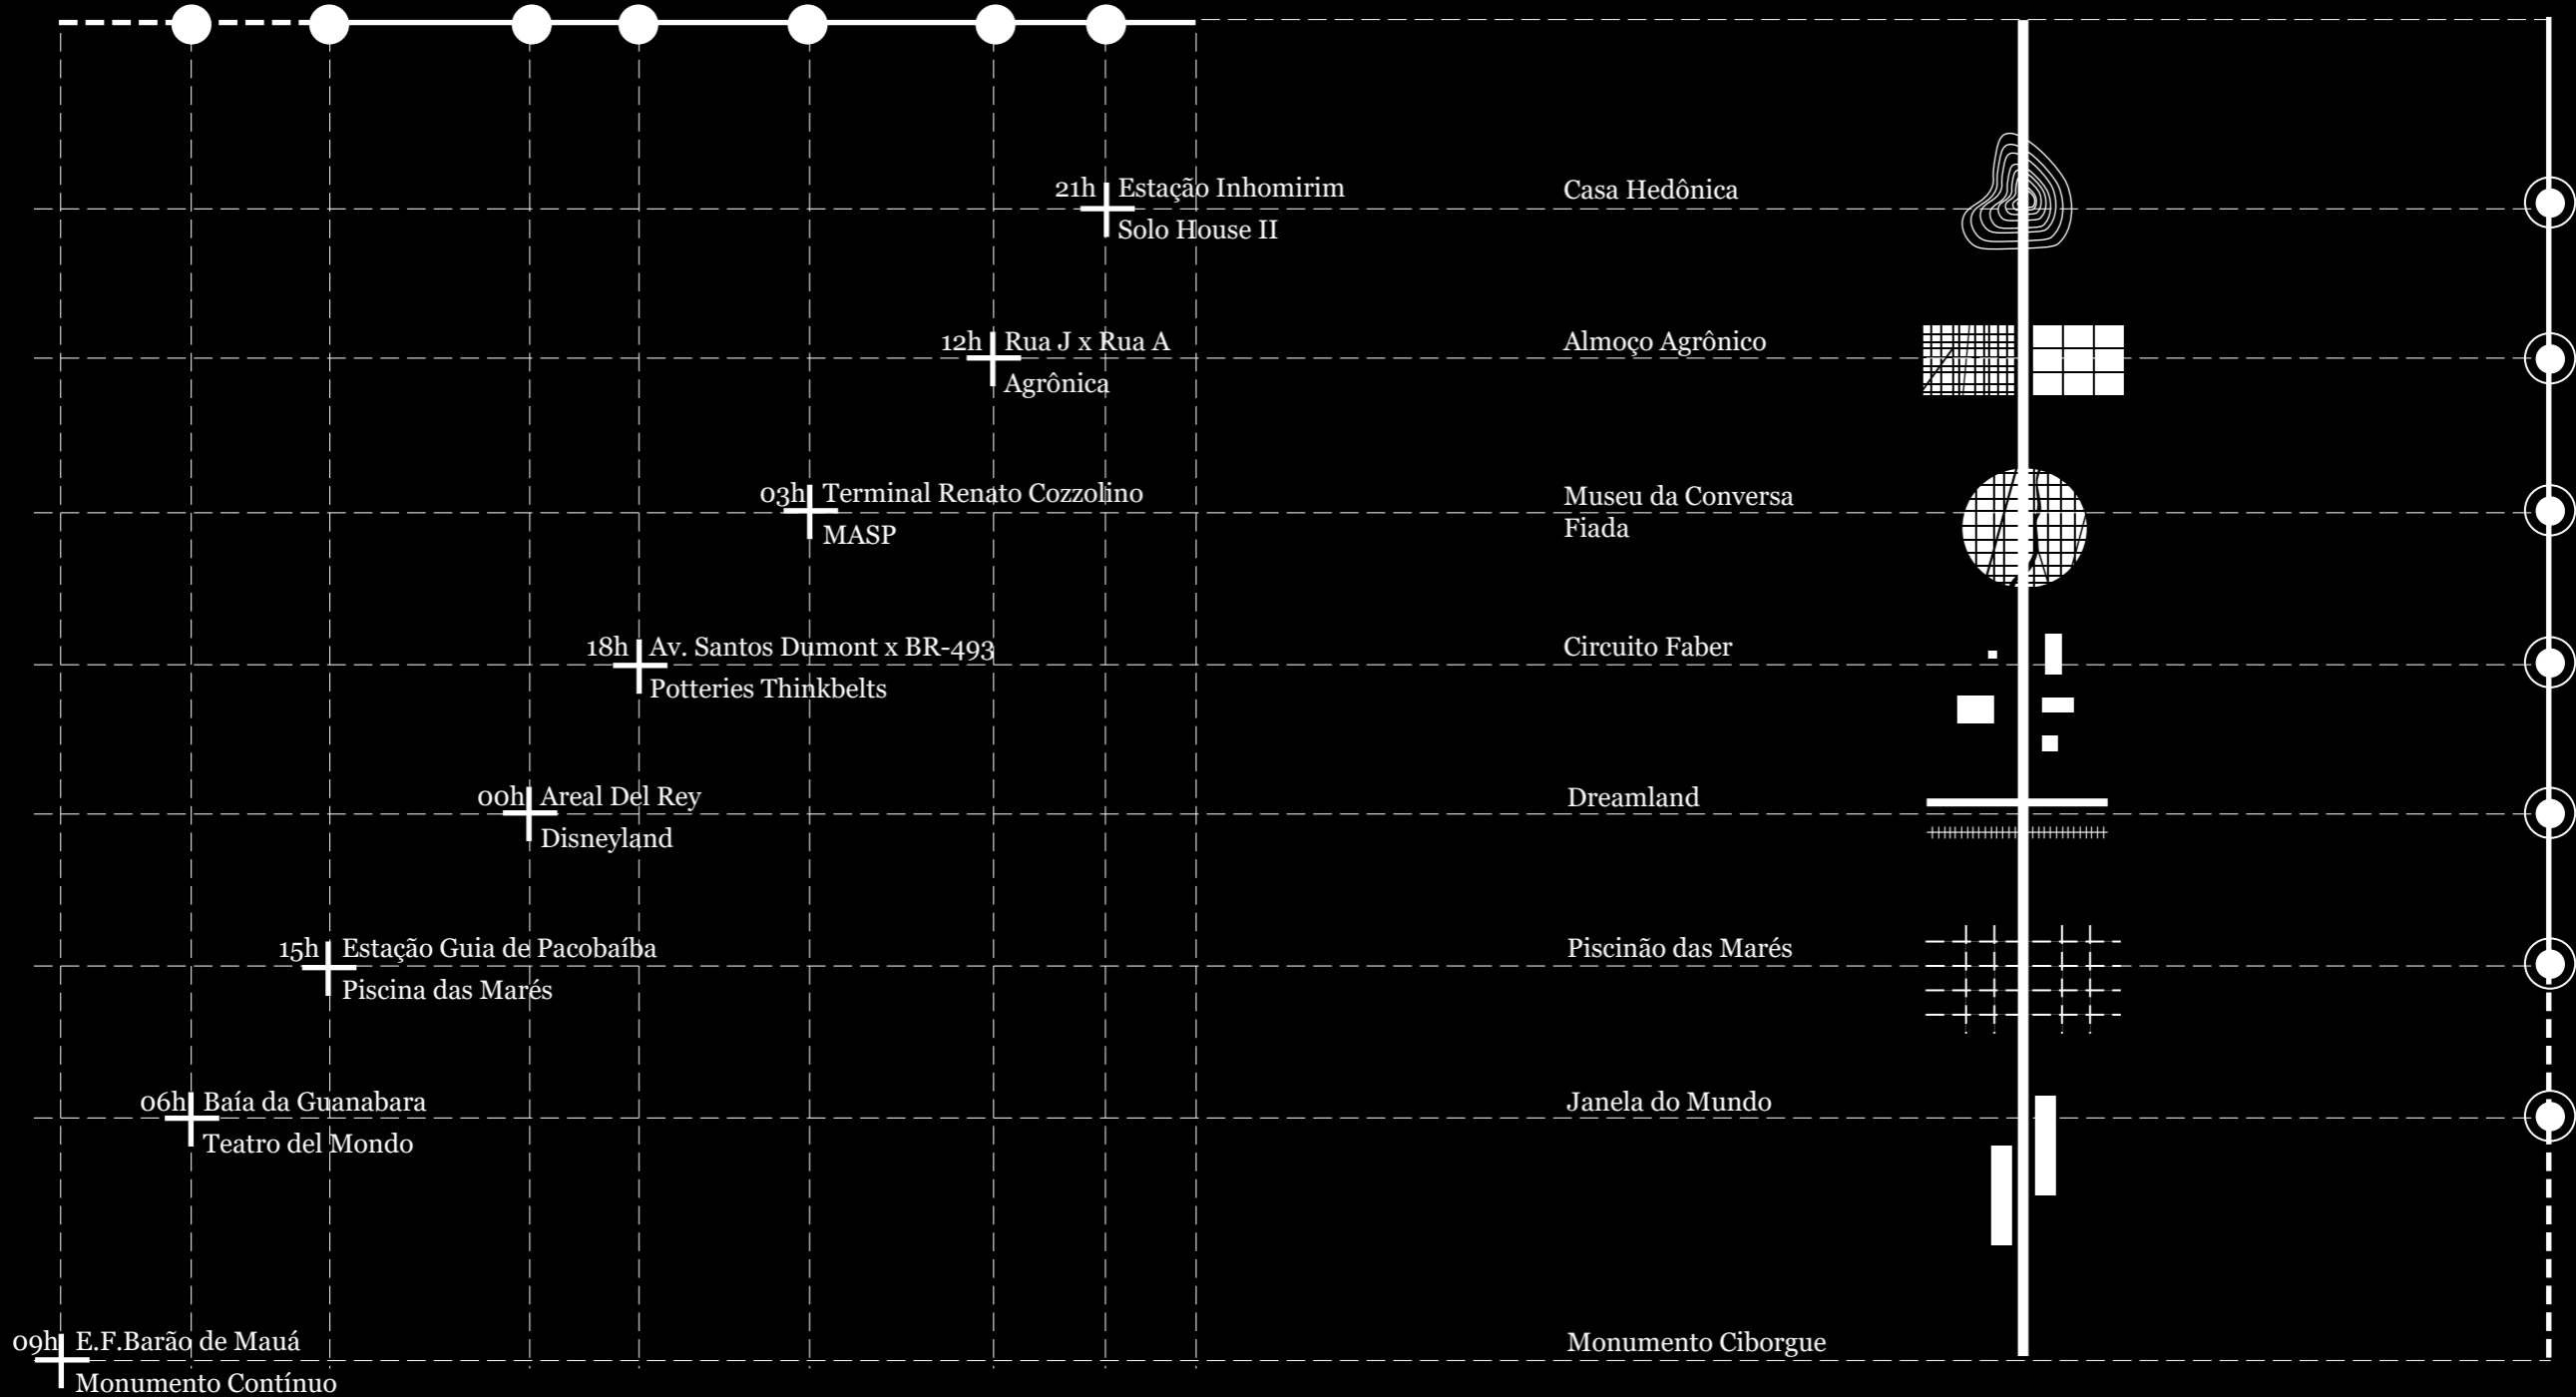 21h
Estação Inhomirim
Solo House II
Casa Hedônica
12h
Rua J x Rua A
Agrônica
Almoço Agrônico
03h
Terminal Renato Cozzolino
MASP
Museu da Conversa
Fiada
18h
Av. Santos Dumont x BR-493
Potteries Thinkbelts
Circuito Faber
00h
Areal Del Rey
Disneyland
Dreamland
15h
Estação Guia de Pacobaíba
Piscina das Marés
Piscinão das Marés
06h
Baía da Guanabara
Teatro del Mondo
Janela do Mundo
09h
E.F.Barão de Mauá
Monumento Contínuo
Monumento Ciborgue